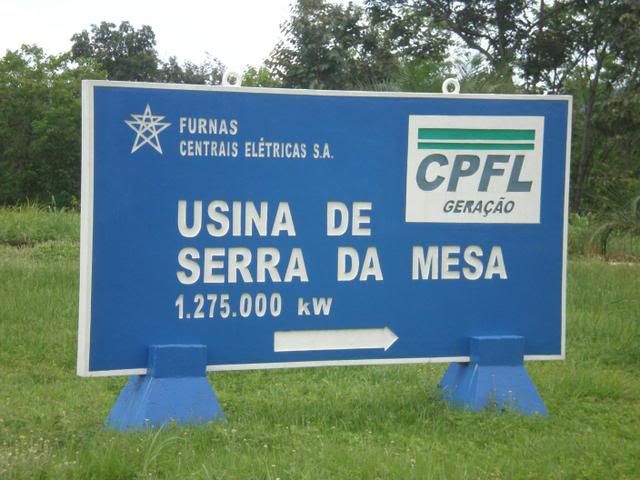 FURNAS
CENTRAIS ELÉTRICAS S.A.
CPFL
GERAÇÃO
USINA DE
SERRA DA MESA
1.275.000 kW